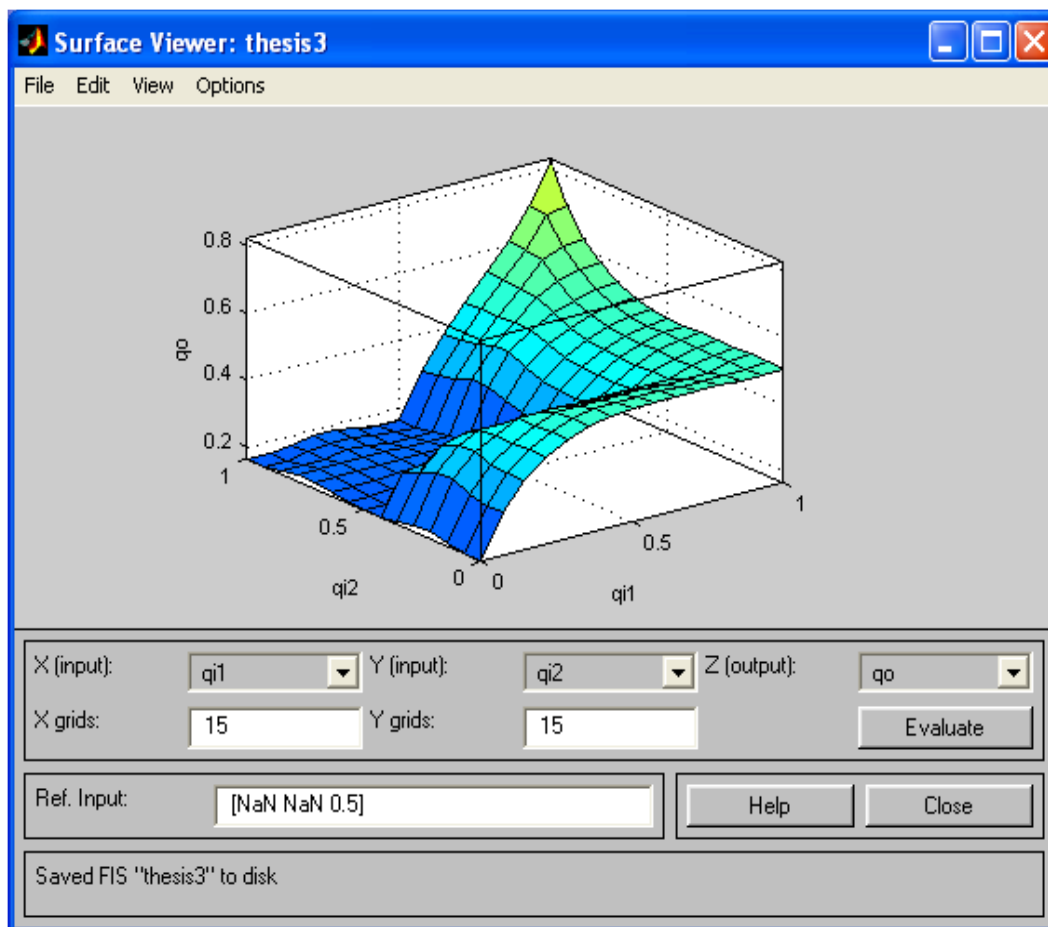 Surface Viewer: thesis3
File Edit View Options
0.8
0.6
0.4
0.2
qo
1
0.5
0
qi2
0
0.5
1
qi1
X (input): qi1 Y (input): qi2 Z (output): qo
X grids: 15 Y grids: 15 Evaluate
Ref. Input: [NaN NaN 0.5] Help Close
Saved FIS "thesis3" to disk